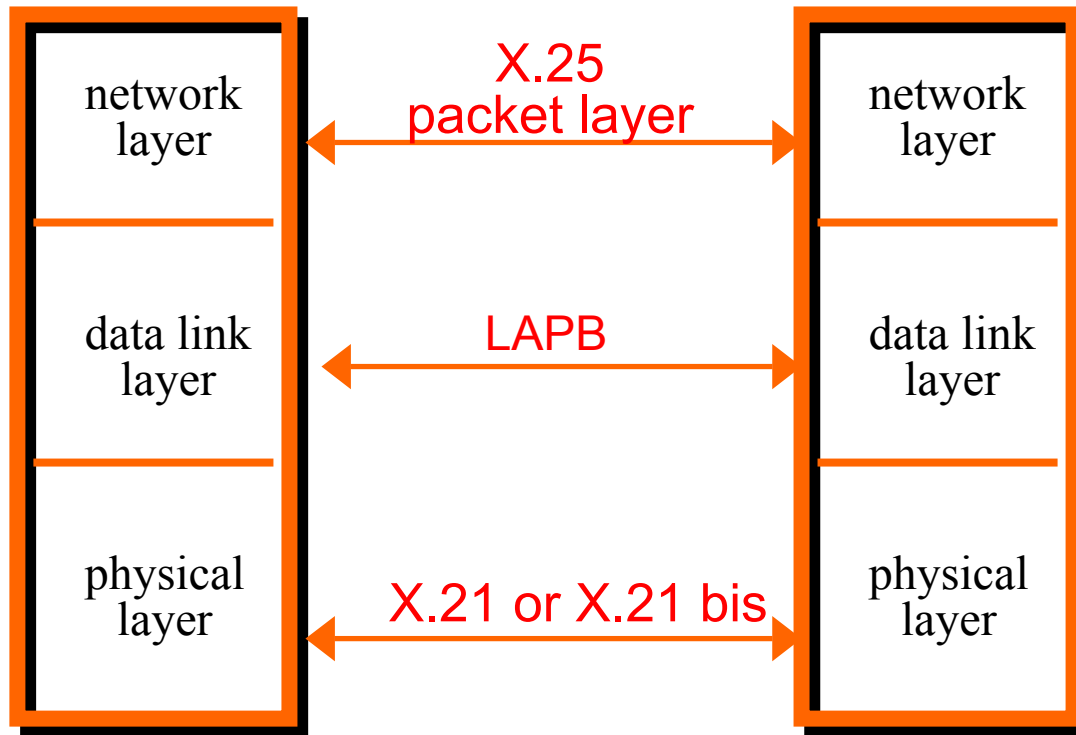 network
layer
X.25
packet layer
network
layer
data link
layer
LAPB
data link
layer
physical
layer
X.21 or X.21 bis
physical
layer